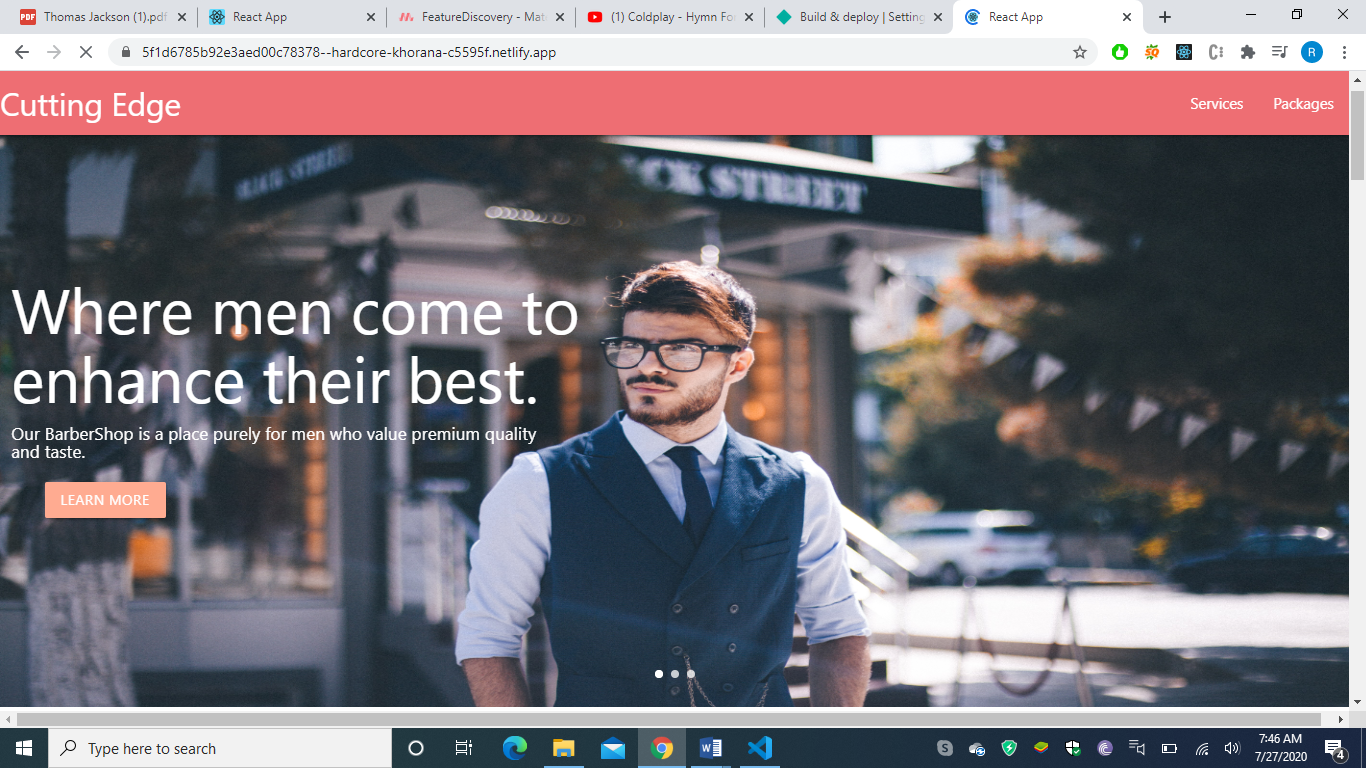 Thomas Jackson (1).pdf
React App
FeatureDiscovery - Mat
(1) Coldplay - Hymn Fo
Build & deploy | Setting
React App
5f1d6785b92e3aed00c78378--hardcore-khorana-c5595f.netlify.app
R
Cutting Edge
Services
Packages
CK STREET
Where men come to
enhance their best.
Our BarberShop is a place purely for men who value premium quality
and taste.
LEARN MORE
Type here to search
7:46 AM
7/27/2020
4